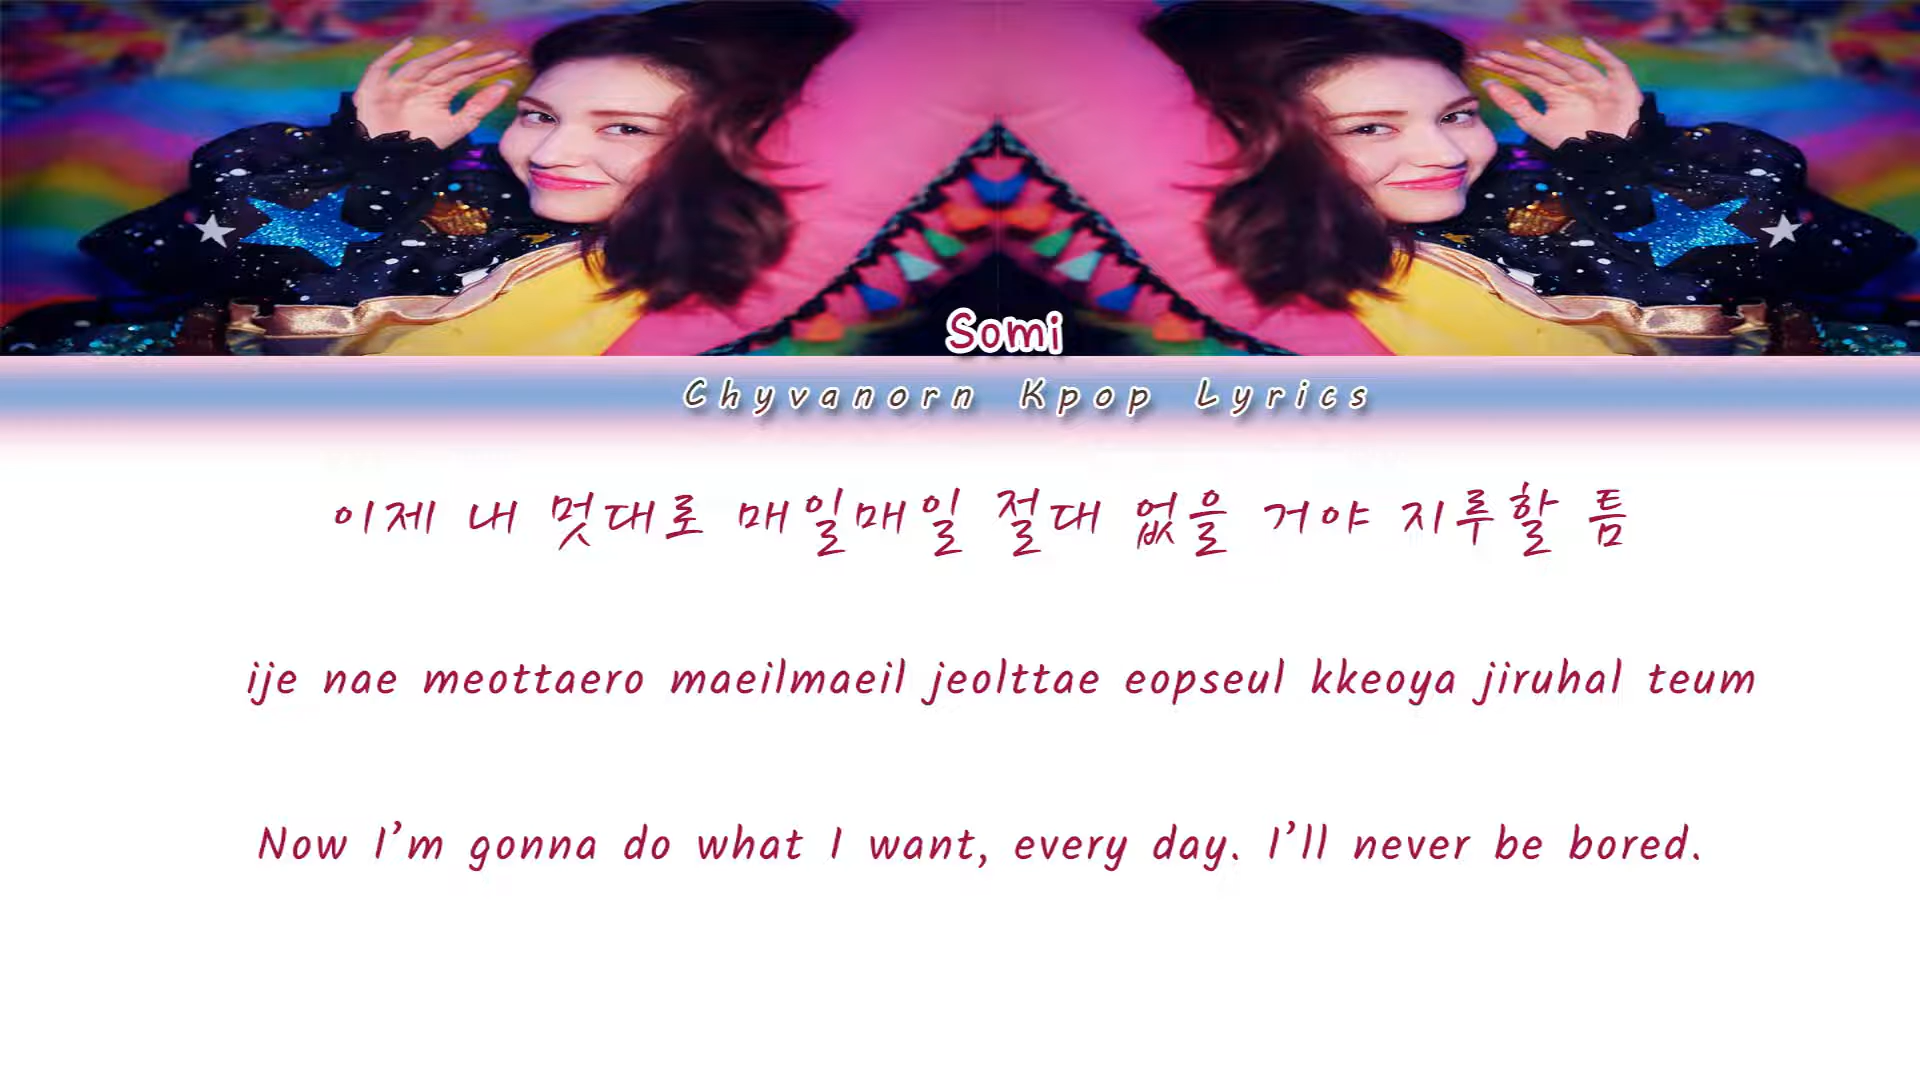 Somi
Chyvanorn Kpop Lyrics
이제 내 멋대로 매일매일 절대 없을 거야 지루할 틈
ije nae meottaero maeilmaeil jeolttae eopseul kkeoya jiruhal teum
Now I’m gonna do what I want, every day. I’ll never be bored.